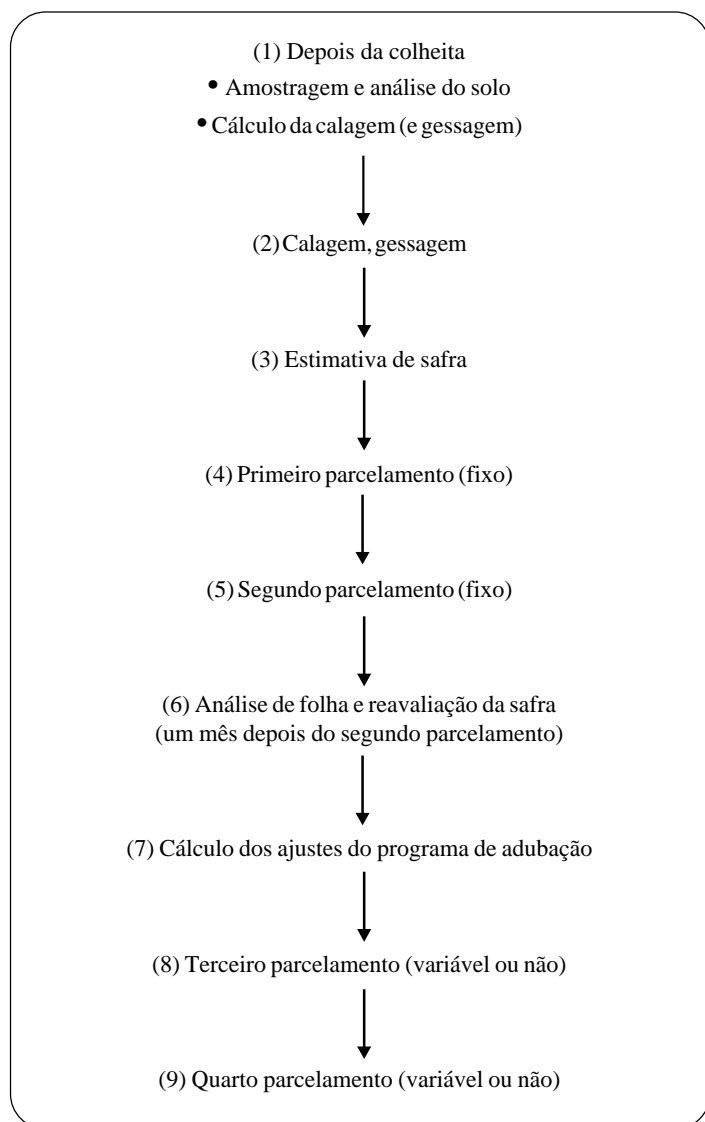 (1) Depois da colheita
• Amostragem e análise do solo
• Cálculo da calagem (e gessagem)
(2) Calagem, gessagem
(3) Estimativa de safra
(4) Primeiro parcelamento (fixo)
(5) Segundo parcelamento (fixo)
(6) Análise de folha e reavaliação da safra
(um mês depois do segundo parcelamento)
(7) Cálculo dos ajustes do programa de adubação
(8) Terceiro parcelamento (variável ou não)
(9) Quarto parcelamento (variável ou não)